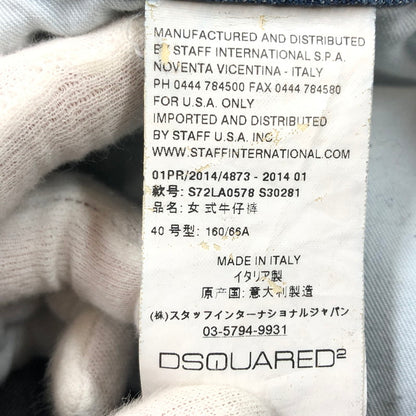 MANUFACTURED AND DISTRIBUTED
BY STAFF INTERNATIONAL S.P.A.
NOVENTA VICENTINA - ITALY
PH 0444 784500 FAX 0444 784580
FOR U.S.A. ONLY
IMPORTED AND DISTRIBUTED
BY STAFF U.S.A. INC.
WWW.STAFFINTERNATIONAL.COM
01PR/2014/4873 - 2014 01
款号: S72LA0578 S30281
品名: 女式牛仔裤
40 号型: 160/66A
MADE IN ITALY
イタリア製
原产国: 意大利製造
(株)スタッフインターナショナルジャパン
03-5794-9931
DSQUARED²